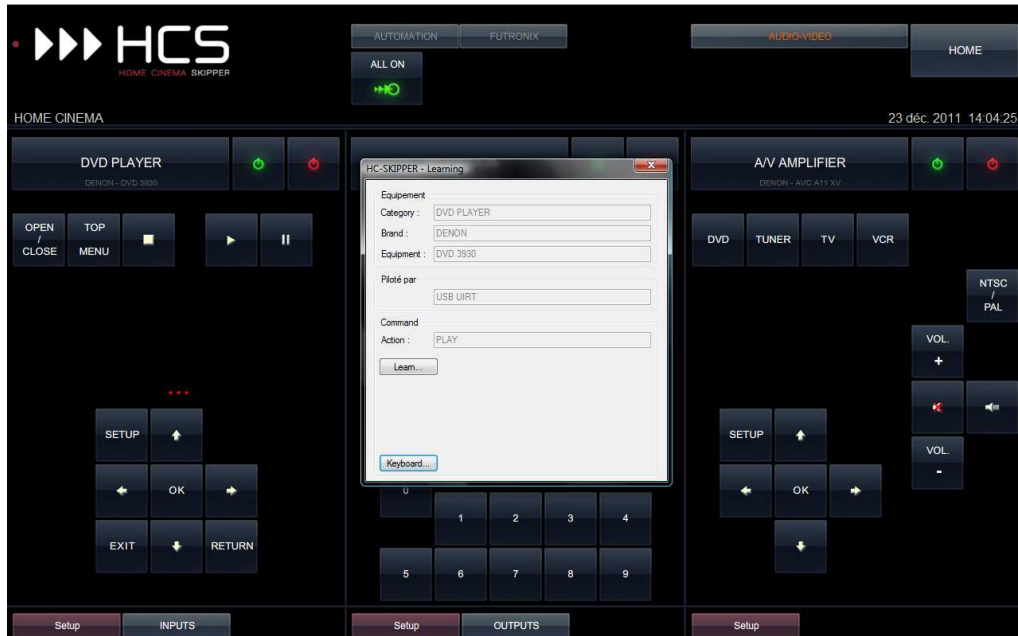 HCS
HOME CINEMA SKIPPER
AUTOMATION
FUTRONIX
AUDIO-VIDEO
HOME
ALL ON
HOME CINEMA
23 déc. 2011 14:04:25
DVD PLAYER
DENON - DVD 3930
OPEN
/
CLOSE
TOP
MENU
SETUP
OK
EXIT
RETURN
Setup
INPUTS
HC-SKIPPER - Learning
Equipement
Category : DVD PLAYER
Brand : DENON
Equipment : DVD 3930
Piloté par
USB UIRT
Command
Action : PLAY
Learn...
Keyboard...
0
1
2
3
4
5
6
7
8
9
Setup
OUTPUTS
A/V AMPLIFIER
DENON - AVC A11 XV
DVD
TUNER
TV
VCR
NTSC
/
PAL
VOL.
+
VOL.
-
SETUP
OK
Setup